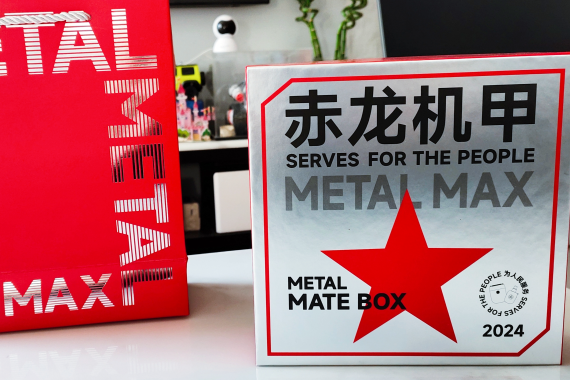 METAL
METAL
METAL
MAX
赤龙机甲
SERVES FOR THE PEOPLE
METAL MAX
METAL
MATE BOX
SERVES FOR THE PEOPLE 为人民服务
2024